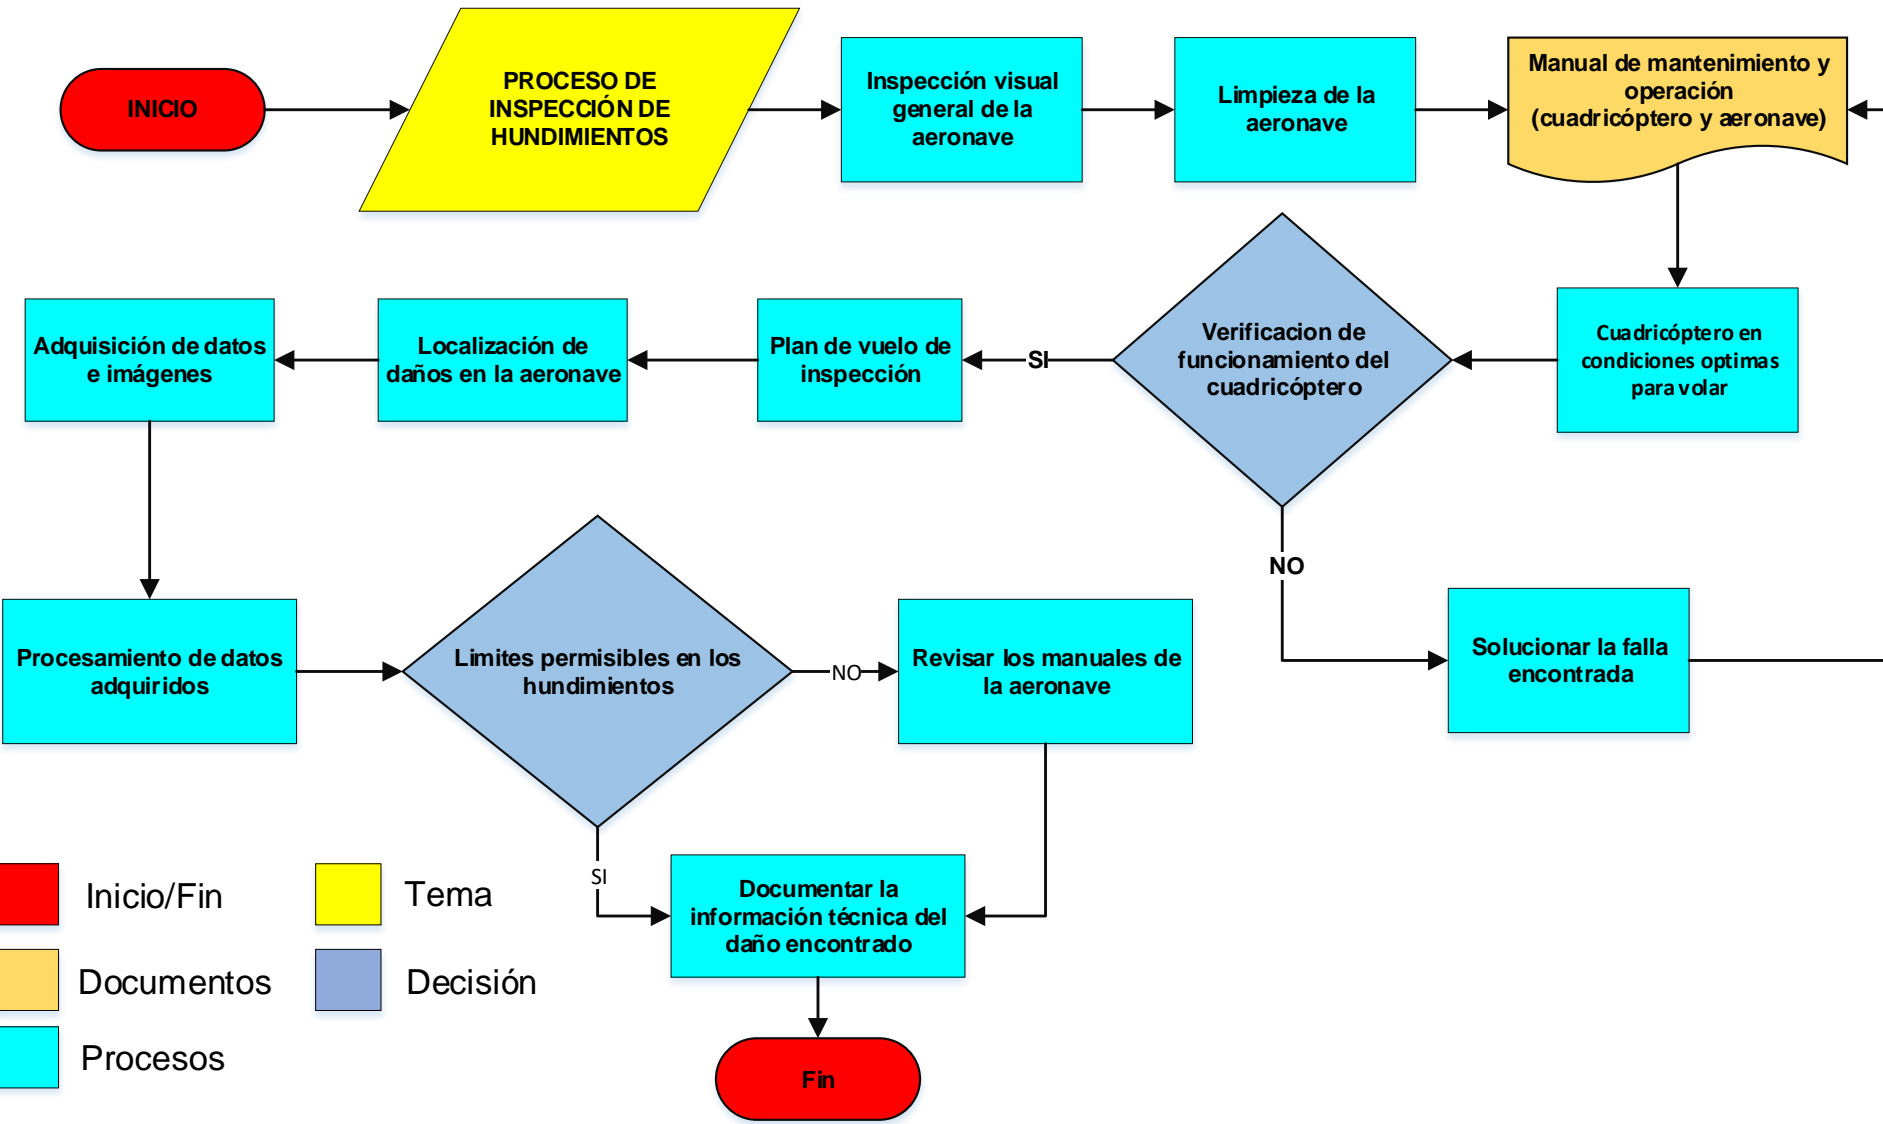 INICIO
PROCESO DE
INSPECCIÓN DE
HUNDIMIENTOS
Inspección visual
general de la
aeronave
Limpieza de la
aeronave
Manual de mantenimiento y
operación
(cuadricóptero y aeronave)
Adquisición de datos
e imágenes
Localización de
daños en la aeronave
Plan de vuelo de
inspección
SI
Verificacion de
funcionamiento del
cuadricóptero
Cuadricóptero en
condiciones optimas
para volar
NO
Procesamiento de datos
adquiridos
Limites permisibles en los
hundimientos
NO
Revisar los manuales de
la aeronave
Solucionar la falla
encontrada
SI
Documentar la
información técnica del
daño encontrado
Fin
Inicio/Fin
Tema
Documentos
Decisión
Procesos